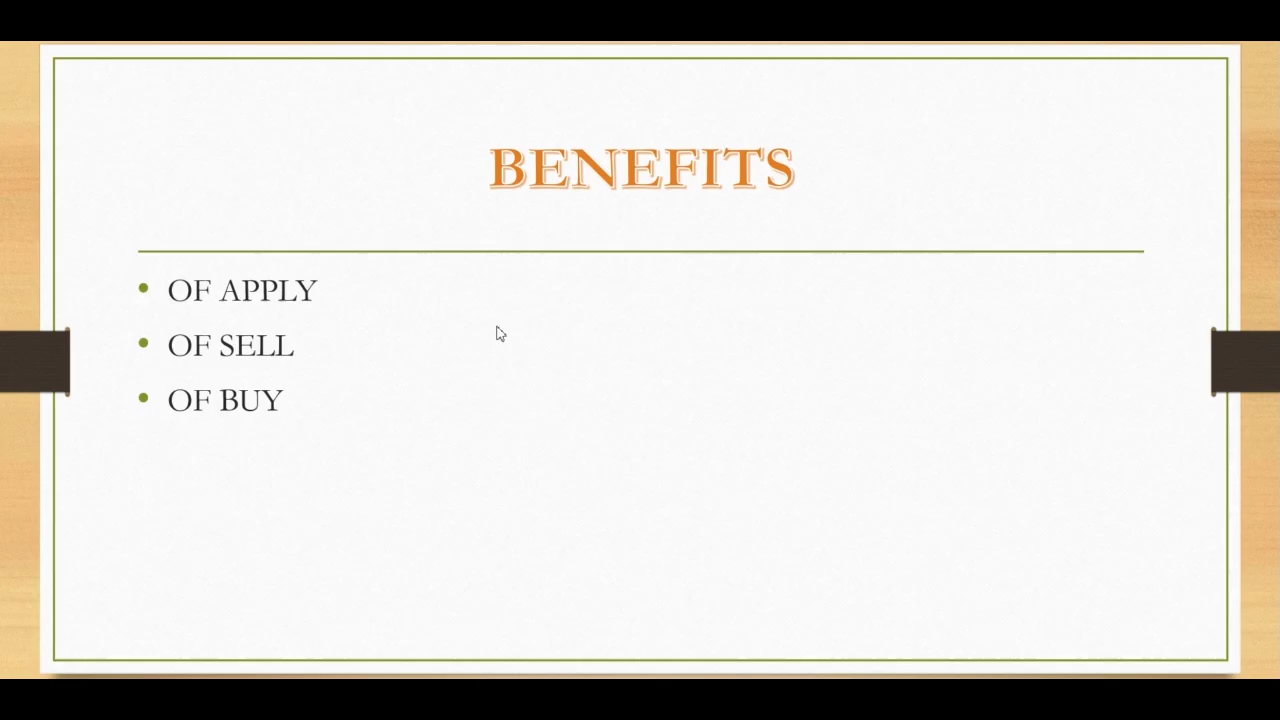 BENEFITS
• OF APPLY
• OF SELL
• OF BUY